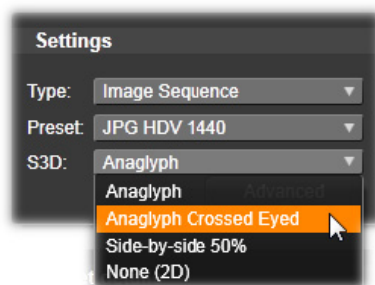 Settings
Type: Image Sequence
Preset: JPG HDV 1440
S3D: Anaglyph
Anaglyph
Advanced
Anaglyph Crossed Eyed
Side-by-side 50%
None (2D)